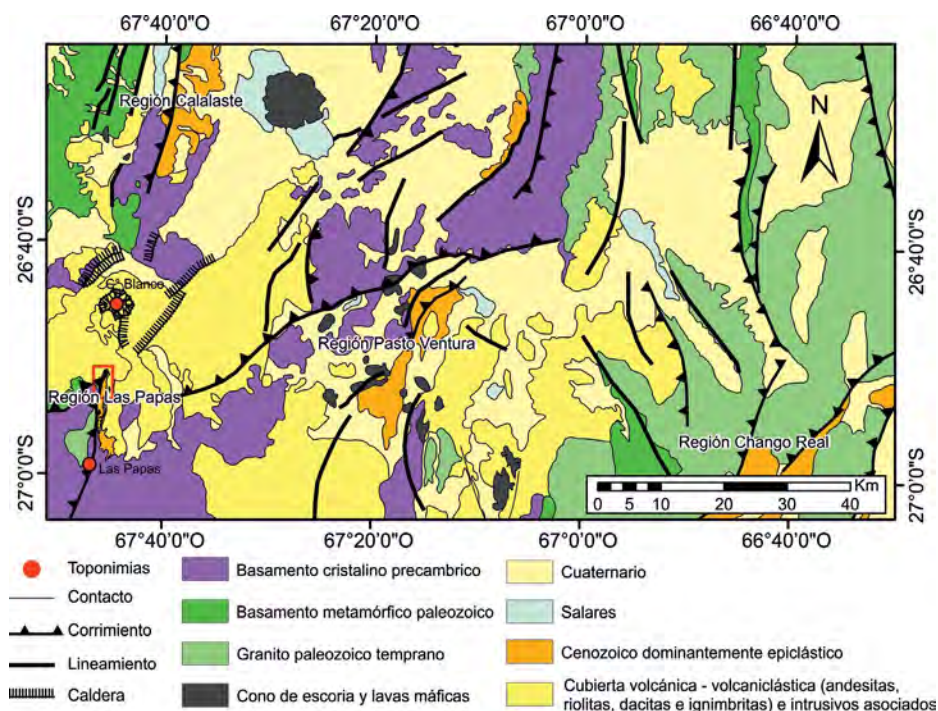 67°40'0"O
67°20'0"O
67°0'0"O
66°40'0"O
Región Calalaste
N
26°40'0"S
26°40'0"S
Cº Blanco
Región Pasto Ventura
Región Las Papas
Región Chango Real
Las Papas
27°0'0"S
27°0'0"S
Km
0 5 10 20 30 40
67°40'0"O
67°20'0"O
67°0'0"O
66°40'0"O
Toponimias
Contacto
Corrimiento
Lineamiento
Caldera
Basamento cristalino precambrico
Basamento metamórfico paleozoico
Granito paleozoico temprano
Cono de escoria y lavas máficas
Cuaternario
Salares
Cenozoico dominantemente epiclástico
Cubierta volcánica - volcaniclástica (andesitas,
riolitas, dacitas e ignimbritas) e intrusivos asociados